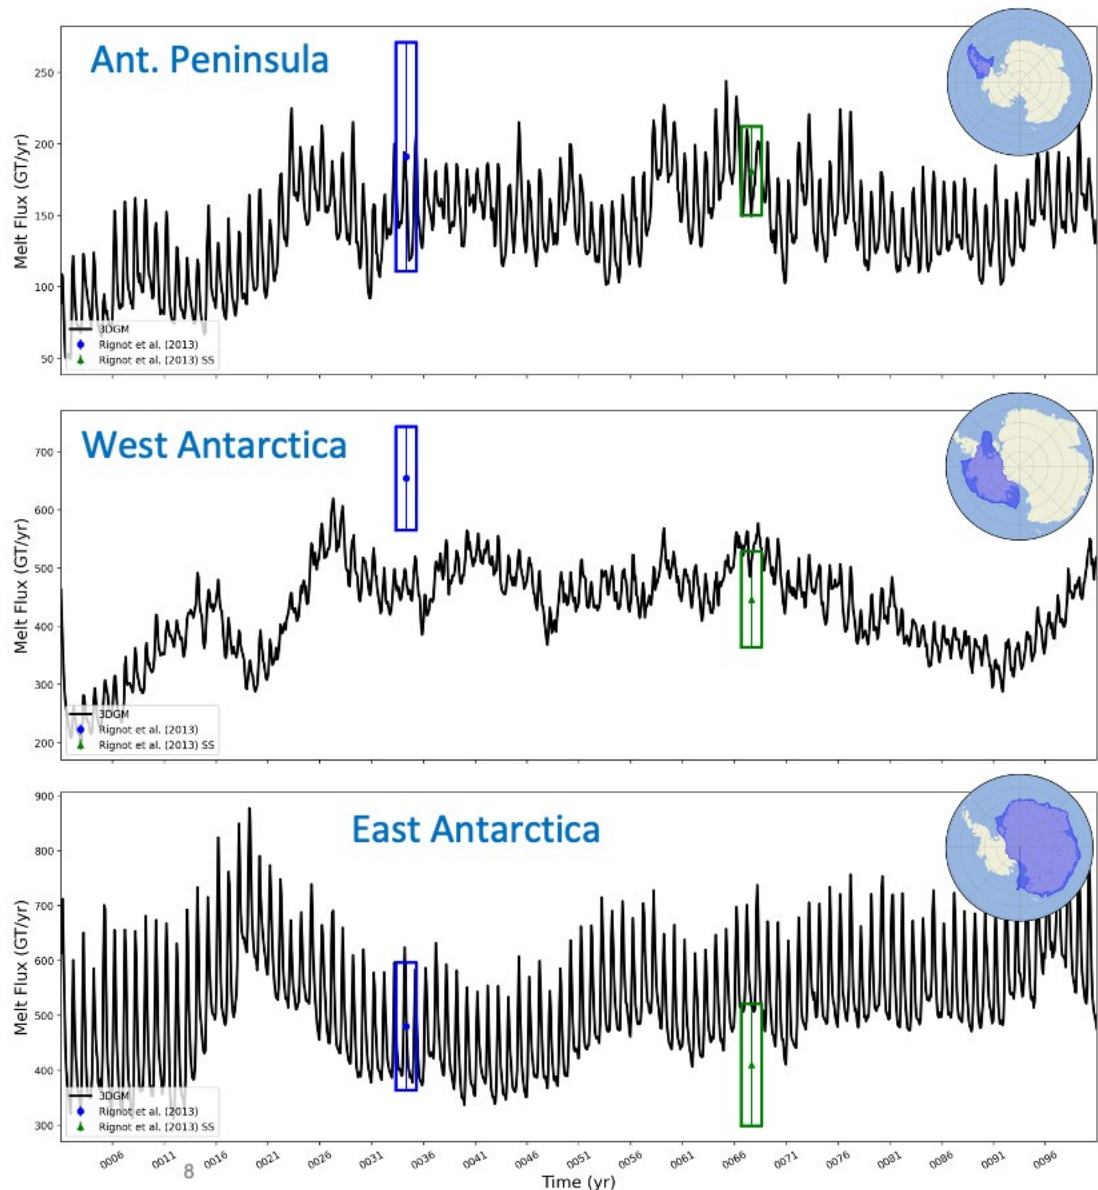 Ant. Peninsula
250
200
150
100
50
Melt Flux (GT/yr)
3DGM
Rignot et al. (2013)
Rignot et al. (2013) SS
West Antarctica
700
600
500
400
300
200
Melt Flux (GT/yr)
3DGM
Rignot et al. (2013)
Rignot et al. (2013) SS
East Antarctica
900
800
700
600
500
400
300
Melt Flux (GT/yr)
3DGM
Rignot et al. (2013)
Rignot et al. (2013) SS
0006 0011 0016 0021 0026 0031 0036 0041 0046 0051 0056 0061 0066 0071 0076 0081 0086 0091 0096
8
Time (yr)